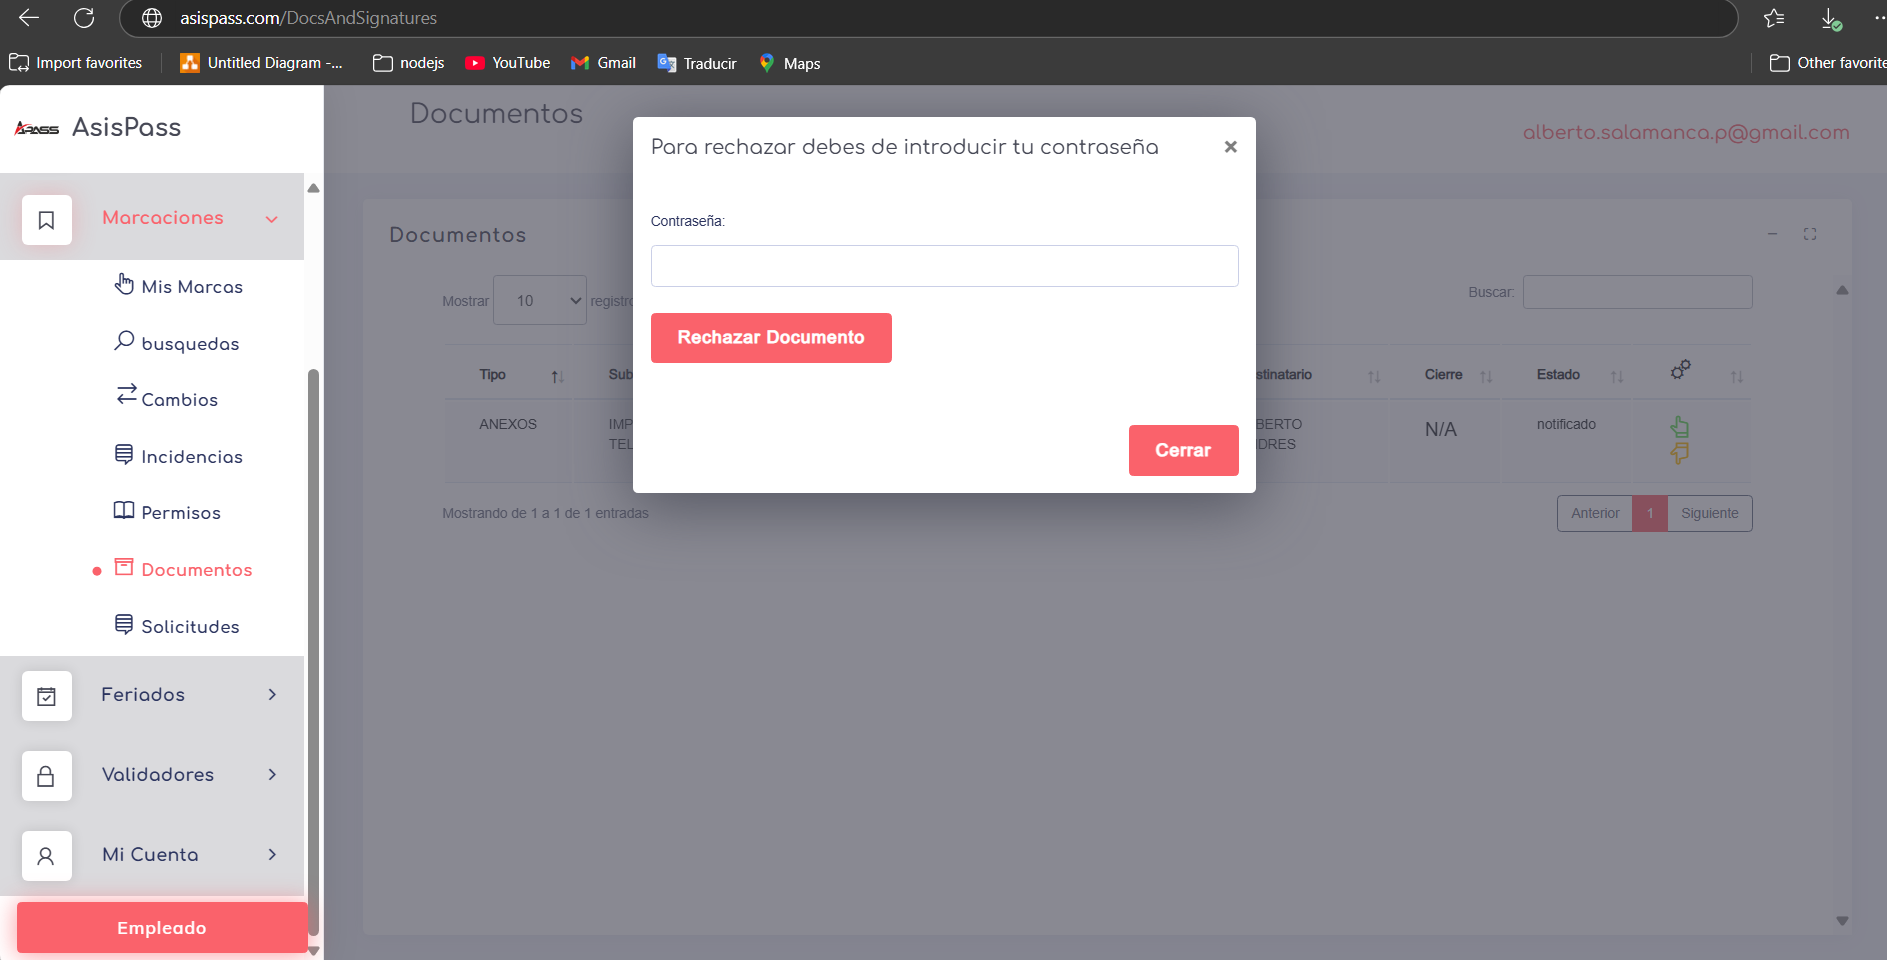 asispass.com/DocsAndSignatures
Import favorites
Untitled Diagram -...
nodejs
YouTube
Gmail
Traducir
Maps
Other favorite
APASS AsisPass
Marcaciones
Mis Marcas
busquedas
Cambios
Incidencias
Permisos
Documentos
Solicitudes
Feriados
Validadores
Mi Cuenta
Empleado
Documentos
alberto.salamanca.p@gmail.com
Documentos
Mostrar 10 registro
Buscar:
Tipo Sub stinatario Cierre Estado
ANEXOS IMP BERTO N/A notificado
TEL DRES
Mostrando de 1 a 1 de 1 entradas
Anterior 1 Siguiente
Para rechazar debes de introducir tu contraseña ×
Contraseña:
Rechazar Documento
Cerrar